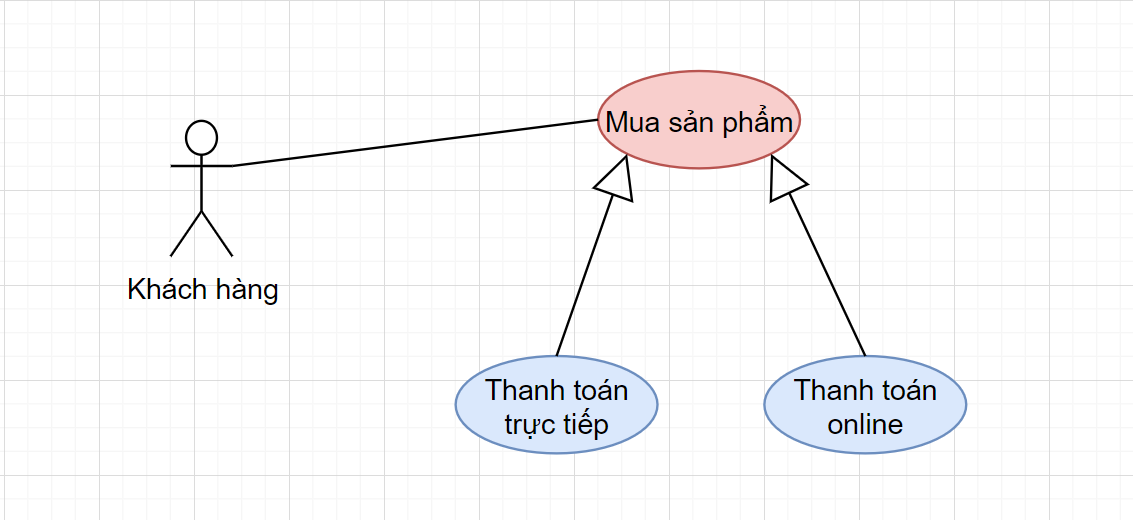 Mua sản phẩm
Khách hàng
Thanh toán
trực tiếp
Thanh toán
online